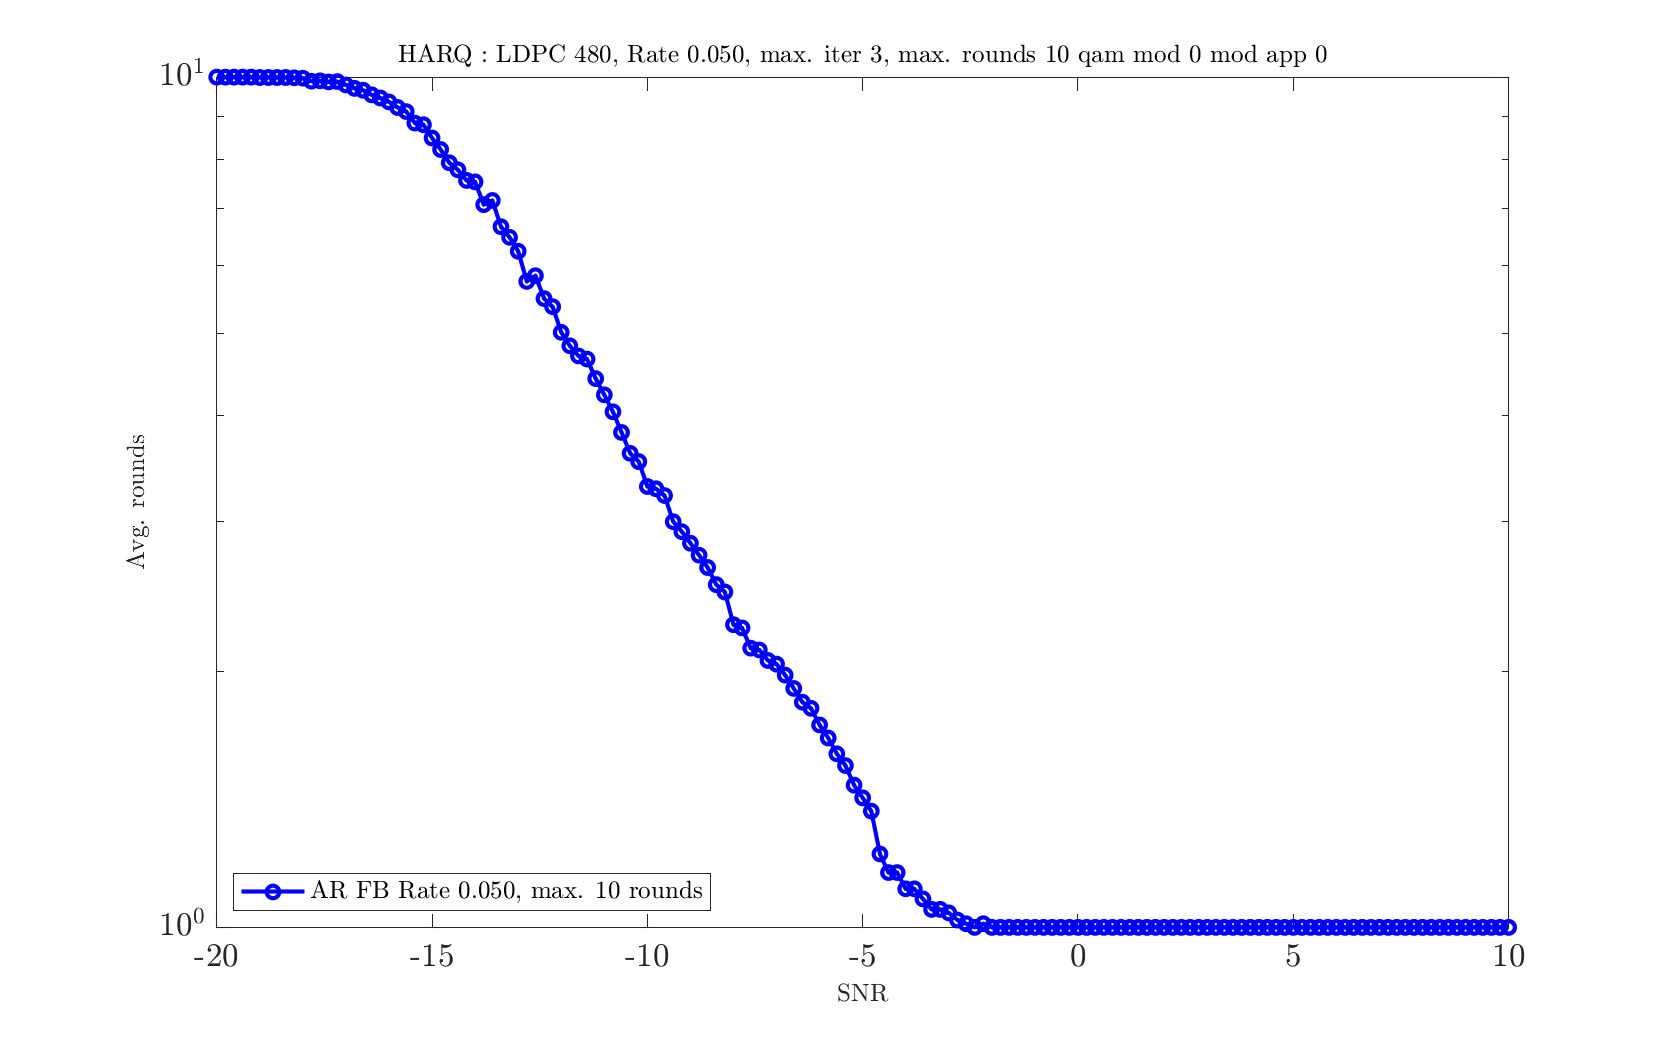 HARQ : LDPC 480, Rate 0.050, max. iter 3, max. rounds 10 qam mod 0 mod app 0
10^1
Avg. rounds
AR FB Rate 0.050, max. 10 rounds
10^0
-20 -15 -10 -5 0 5 10
SNR